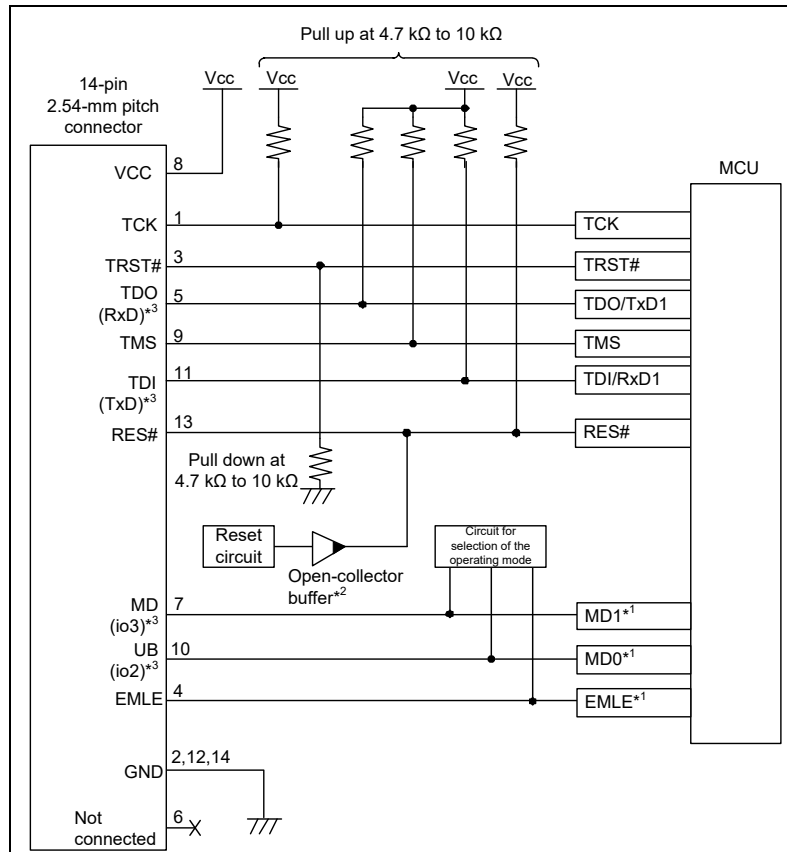 Pull up at 4.7 kΩ to 10 kΩ
Vcc Vcc Vcc Vcc
14-pin
2.54-mm pitch
connector
MCU
VCC 8
TCK 1 TCK
TRST# 3 TRST#
TDO
(RxD)*3 5 TDO/TxD1
TMS 9 TMS
TDI
(TxD)*3 11 TDI/RxD1
RES# 13 RES#
Pull down at
4.7 kΩ to 10 kΩ
Reset
circuit
Open-collector
buffer*2
Circuit for
selection of the
operating mode
MD
(io3)*3 7 MD1*1
UB
(io2)*3 10 MD0*1
EMLE 4 EMLE*1
GND 2,12,14
Not
connected 6